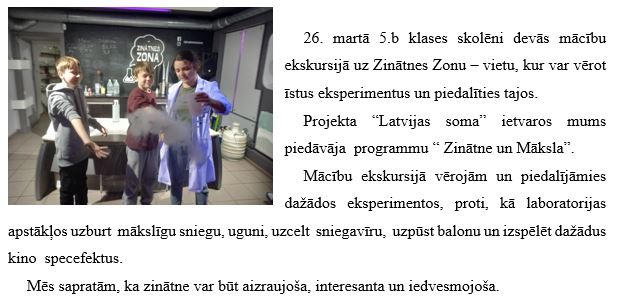 ZINĀTNES
ZONA
26. martā 5.b klases skolēni devās mācību
ekskursijā uz Zinātnes Zonu – vietu, kur var vērot
īstus eksperimentus un piedalīties tajos.
Projekta “Latvijas soma” ietvaros mums
piedāvāja programmu “ Zinātne un Māksla”.
Mācību ekskursijā vērojām un piedalījāmies
dažādos eksperimentos, proti, kā laboratorijas
apstākļos uzburt mākslīgu sniegu, uguni, uzcelt sniegavīru, uzpūst balonu un izspēlēt dažādus
kino specefektus.
Mēs sapratām, ka zinātne var būt aizraujoša, interesanta un iedvesmojoša.